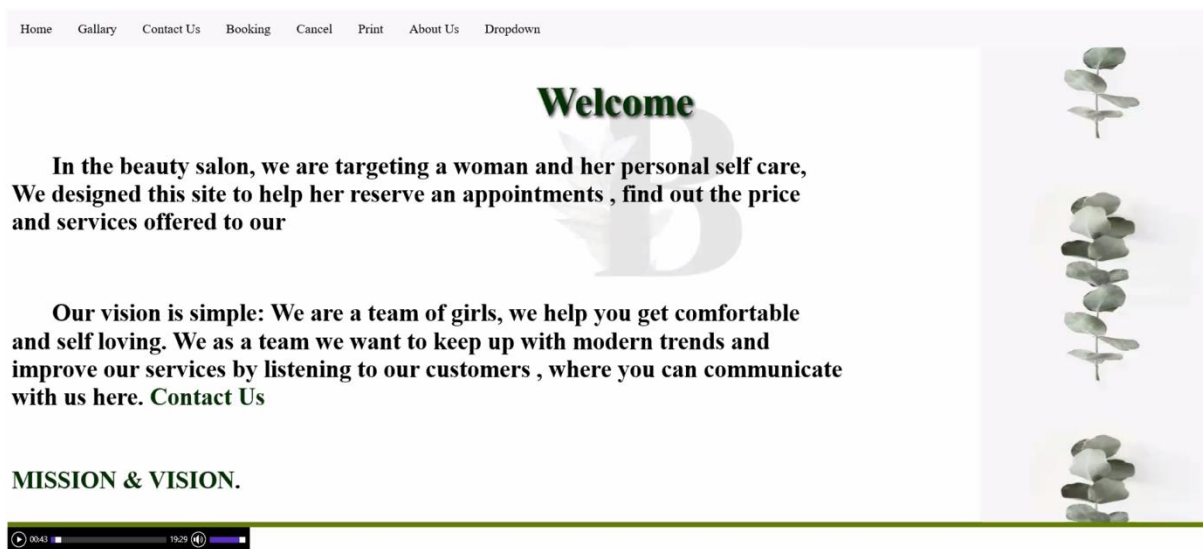 Home Gallary Contact Us Booking Cancel Print About Us Dropdown
Welcome
In the beauty salon, we are targeting a woman and her personal self care,
We designed this site to help her reserve an appointments , find out the price
and services offered to our
B
Our vision is simple: We are a team of girls, we help you get comfortable
and self loving. We as a team we want to keep up with modern trends and
improve our services by listening to our customers , where you can communicate
with us here. Contact Us
MISSION & VISION.
00:43 19:29